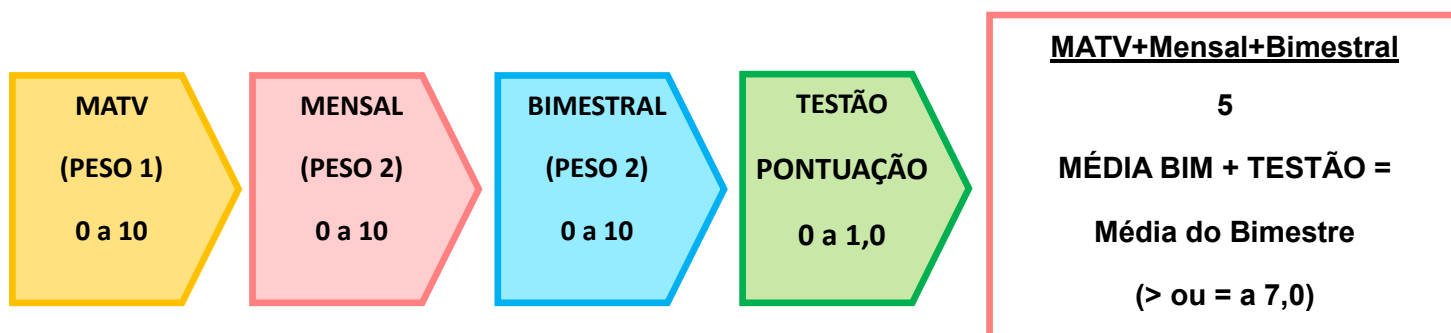 MATV
(PESO 1)
0 a 10
MENSAL
(PESO 2)
0 a 10
BIMESTRAL
(PESO 2)
0 a 10
TESTÃO
PONTUAÇÃO
0 a 1,0
MATV+Mensal+Bimestral
5
MÉDIA BIM + TESTÃO =
Média do Bimestre
(> ou = a 7,0)